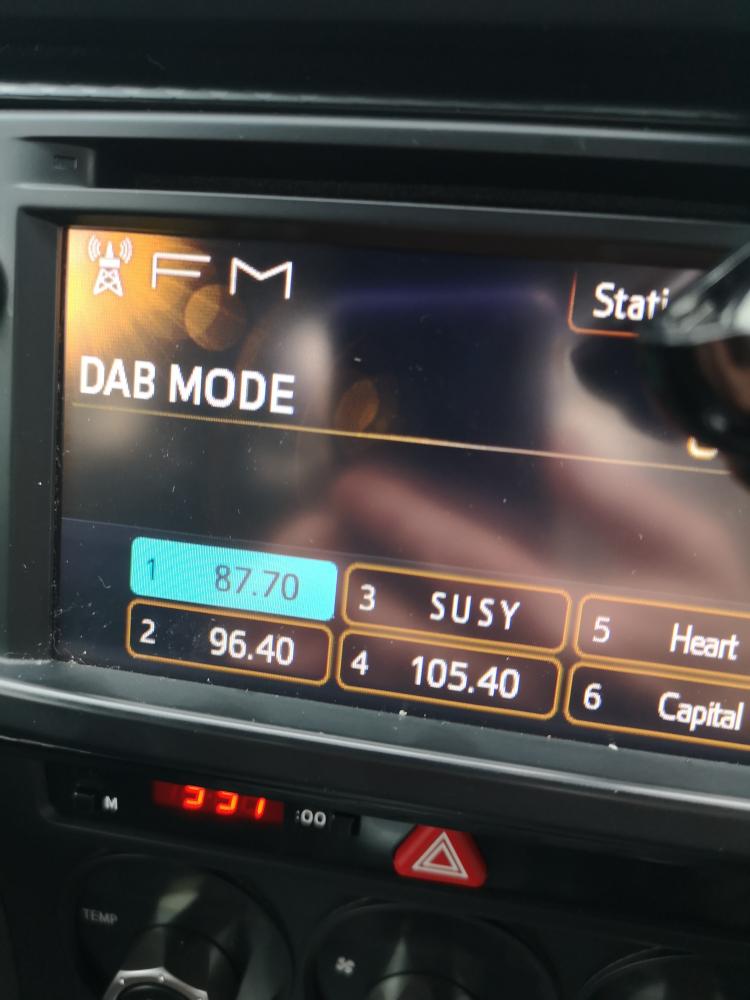 FM
Stati
DAB MODE
1 87.70
3 SUSY
5 Heart
2 96.40
4 105.40
6 Capital
M
:00
TEMP